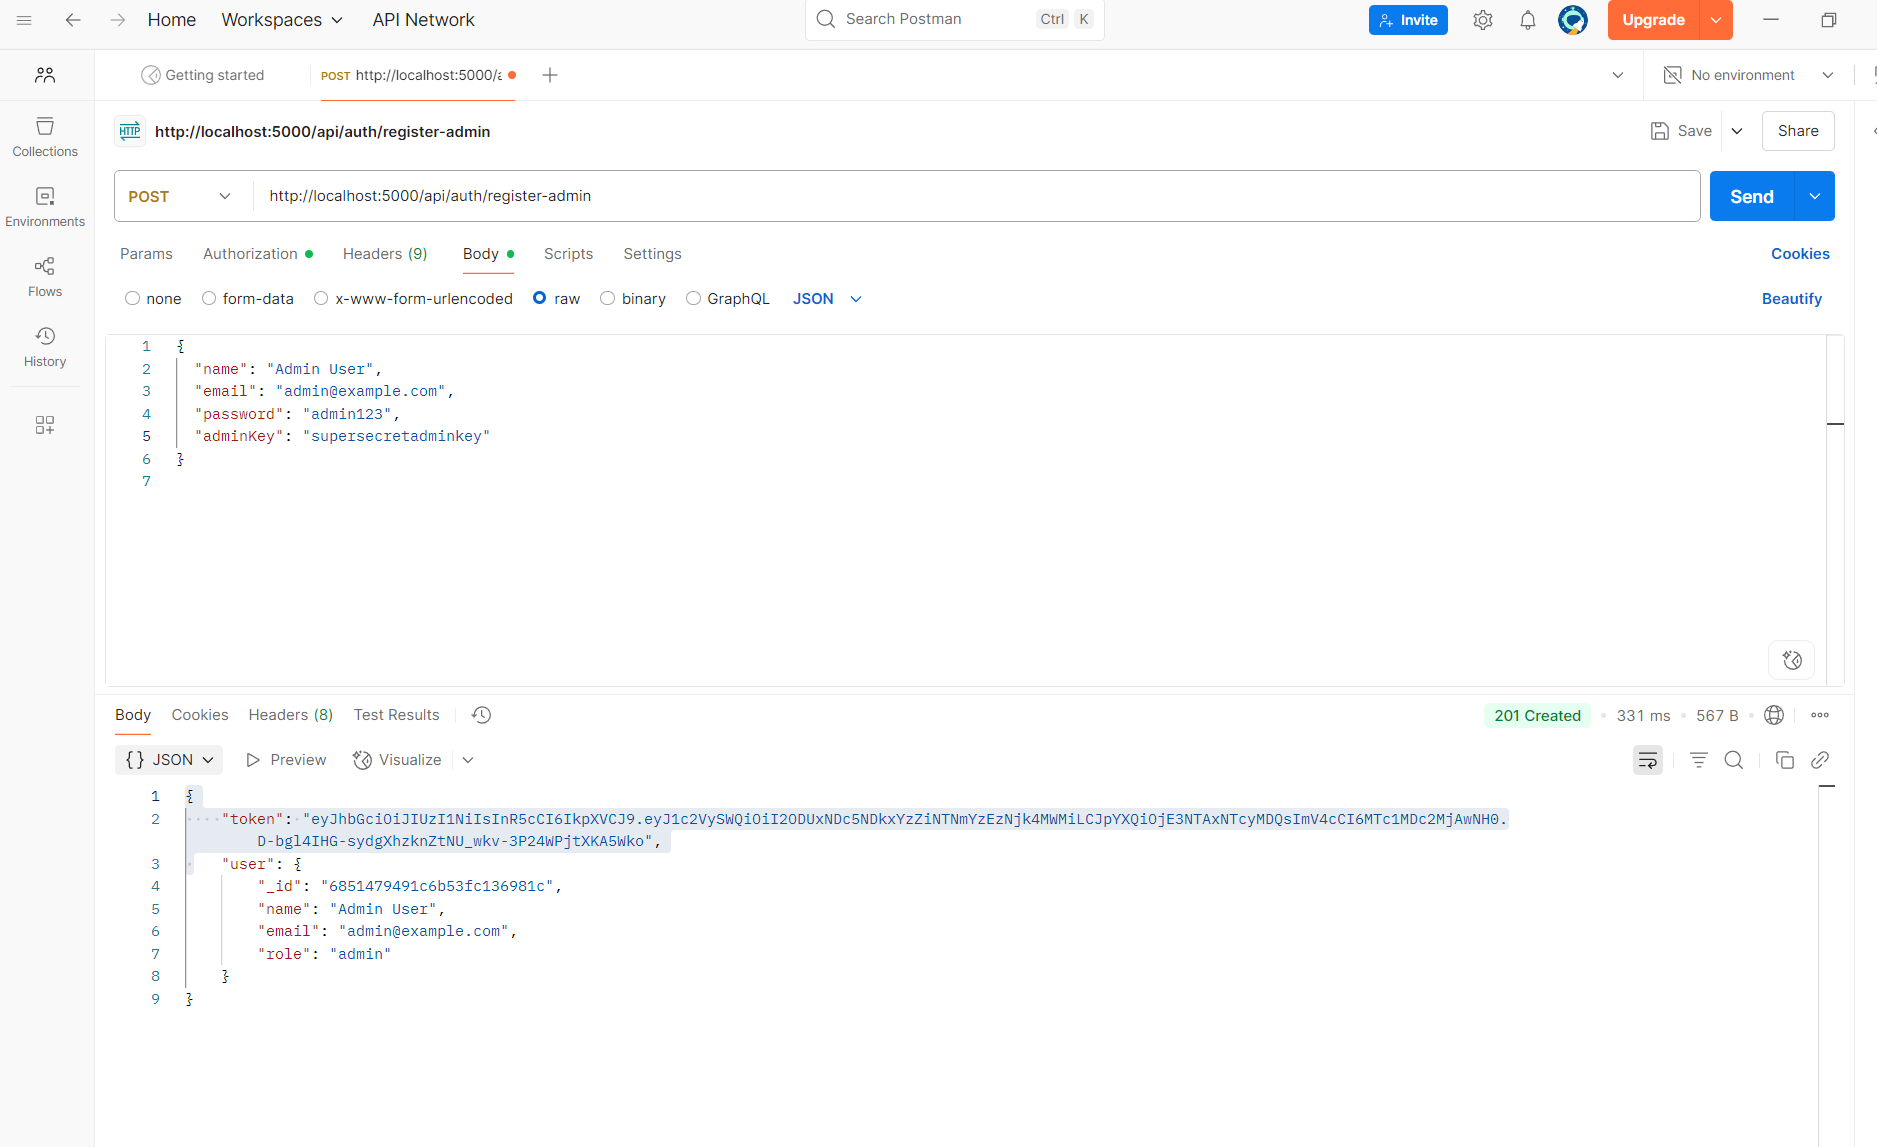 Home Workspaces API Network Search Postman Ctrl K Invite Upgrade
Getting started POST http://localhost:5000/a No environment
HTTP http://localhost:5000/api/auth/register-admin Save Share
POST http://localhost:5000/api/auth/register-admin Send
Params Authorization Headers (9) Body Scripts Settings Cookies
none form-data x-www-form-urlencoded raw binary GraphQL JSON Beautify
Collections
Environments
Flows
History
1 {
2 "name": "Admin User",
3 "email": "admin@example.com",
4 "password": "admin123",
5 "adminKey": "supersecretadminkey"
6 }
7
Body Cookies Headers (8) Test Results 201 Created 331 ms 567 B
{} JSON Preview Visualize
1 {
2 "token": "eyJhbGciOiJIUzI1NiIsInR5cCI6IkpXVCJ9.eyJ1c2VySWQiOiI2ODUxNDc5NDkxYzZiNTNmYzEzNjk4MWMiLCJpYXQiOjE3NTAxNTcyMDQsImV4cCI6MTc1MDc2MjAwNH0.
D-bgl4IHG-sydgXhzknZtNU_wkv-3P24WPjtXKA5Wko",
3 "user": {
4 "_id": "6851479491c6b53fc136981c",
5 "name": "Admin User",
6 "email": "admin@example.com",
7 "role": "admin"
8 }
9 }